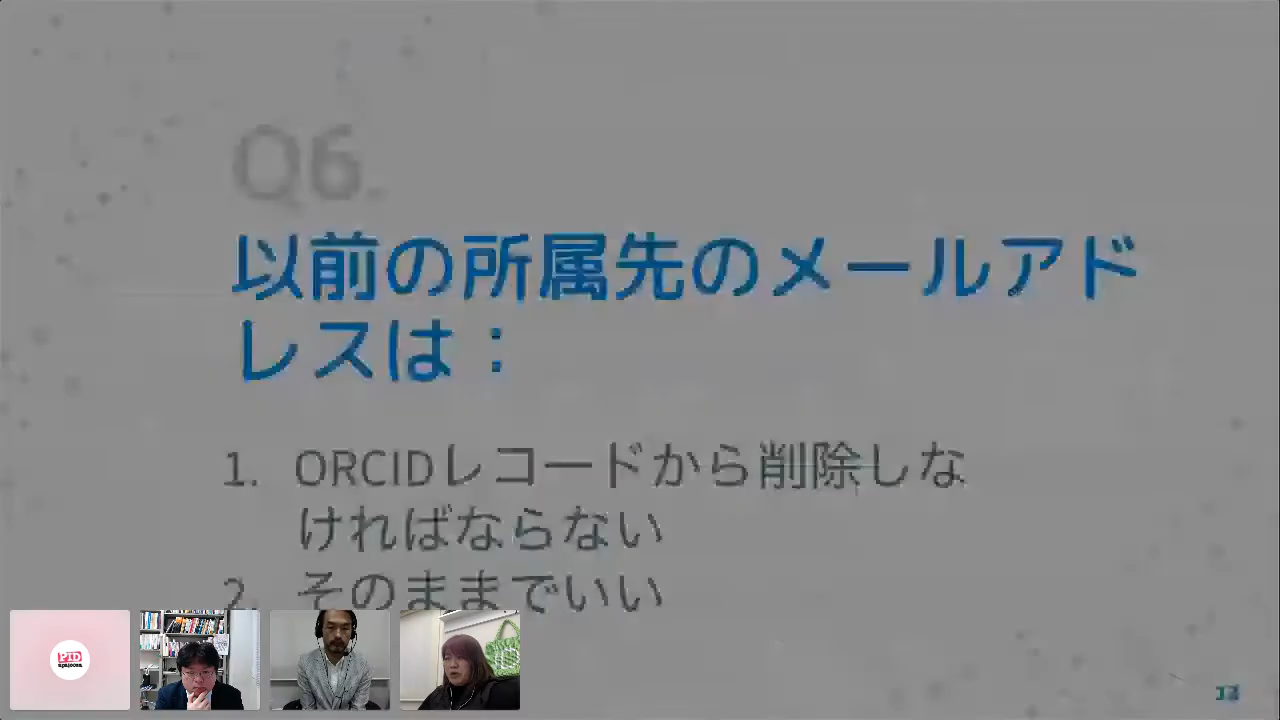 Q6.
以前の所属先のメールアド
レスは：
1. ORCIDレコードから削除しな
ければならない
2. そのままでいい
PID
apalooza